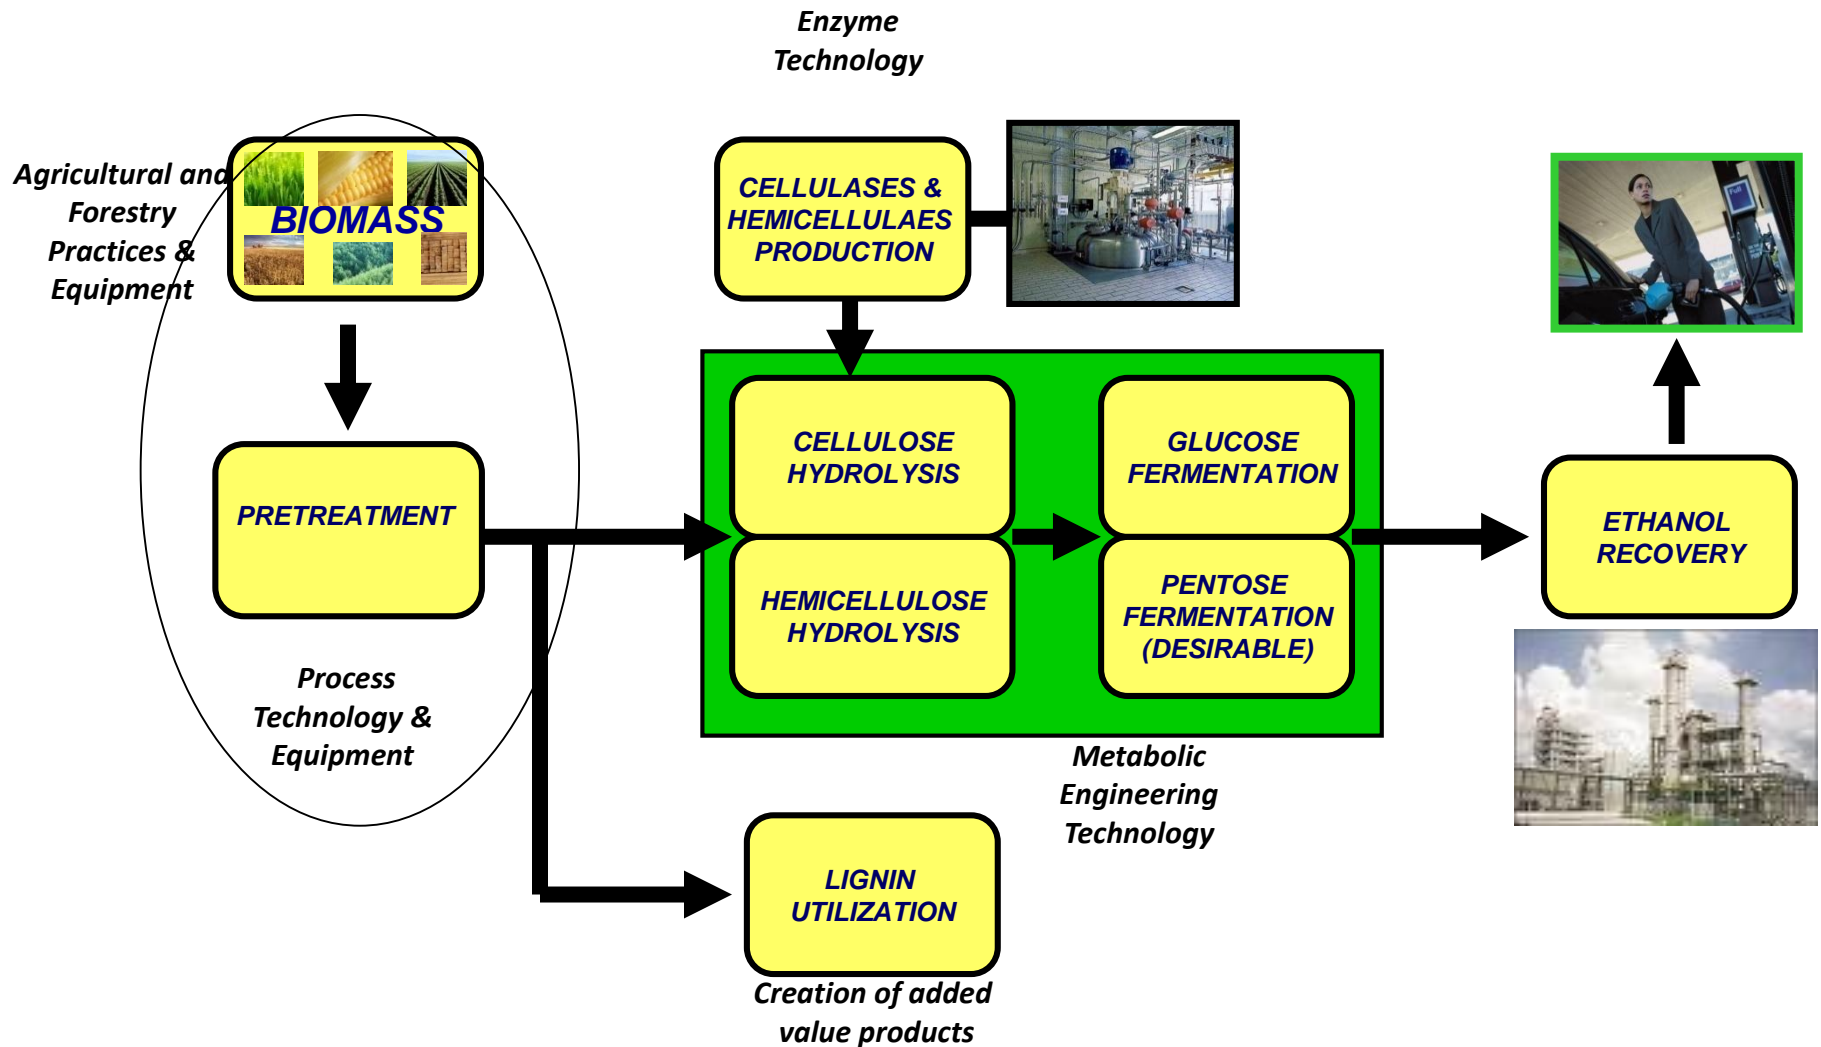 Enzyme
Technology
Agricultural and
Forestry
Practices &
Equipment
BIOMASS
CELLULASES &
HEMICELLULAES
PRODUCTION
Full
PRETREATMENT
CELLULOSE
HYDROLYSIS
GLUCOSE
FERMENTATION
HEMICELLULOSE
HYDROLYSIS
PENTOSE
FERMENTATION
(DESIRABLE)
ETHANOL
RECOVERY
Process
Technology &
Equipment
Metabolic
Engineering
Technology
LIGNIN
UTILIZATION
Creation of added
value products